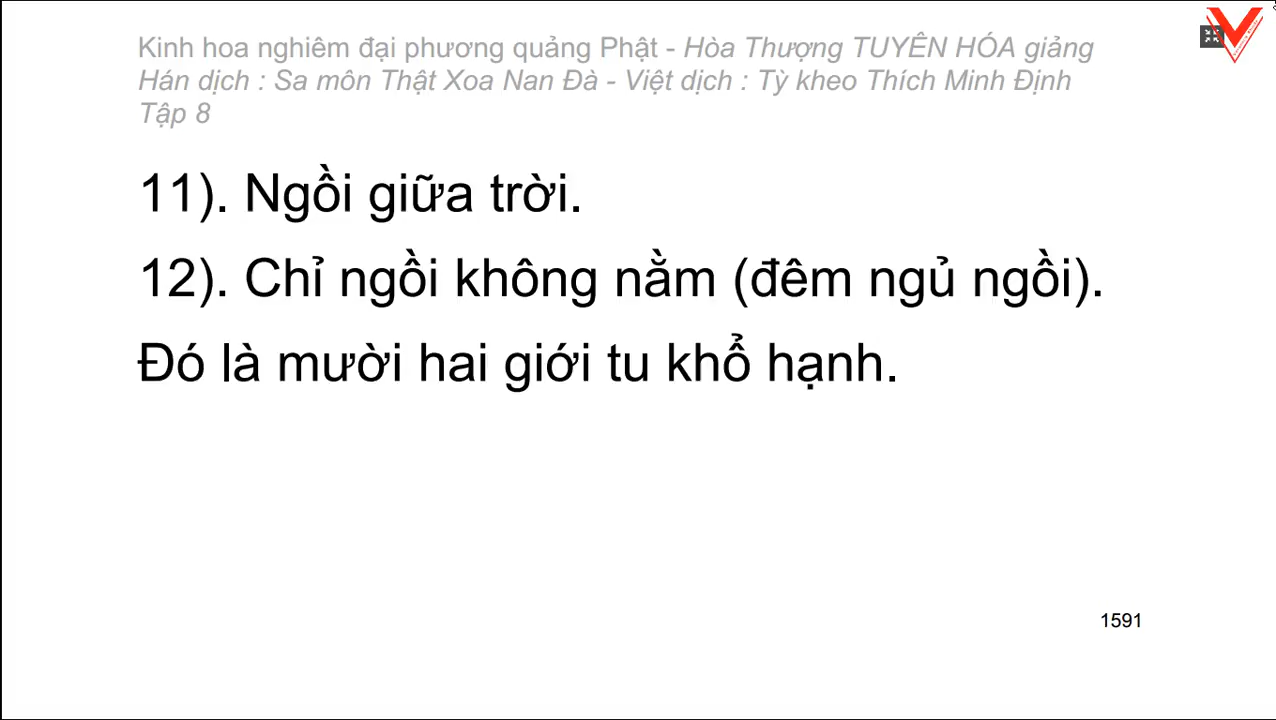 Kinh hoa nghiêm đại phương quảng Phật - Hòa Thượng TUYÊN HÓA giảng
Hán dịch : Sa môn Thật Xoa Nan Đà - Việt dịch : Tỳ kheo Thích Minh Định
Tập 8
11). Ngồi giữa trời.
12). Chỉ ngồi không nằm (đêm ngủ ngồi).
Đó là mười hai giới tu khổ hạnh.
1591